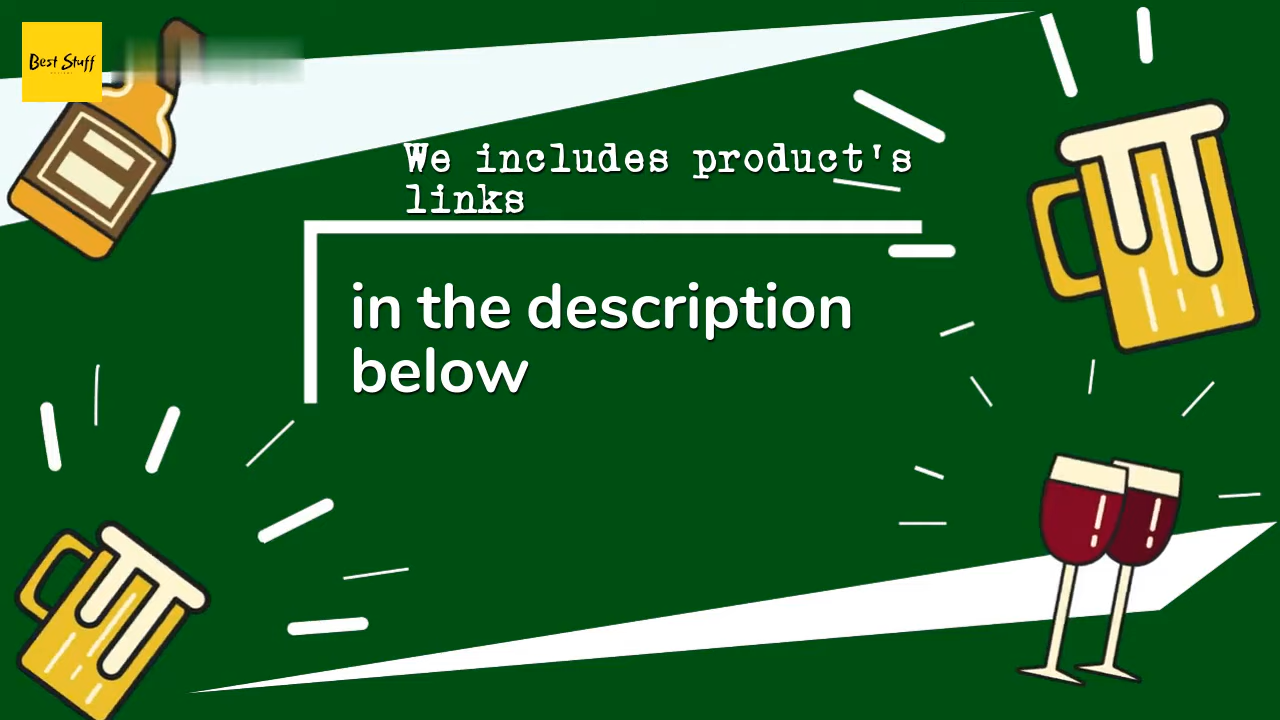 Best Stuff
We includes product's
links
in the description
below